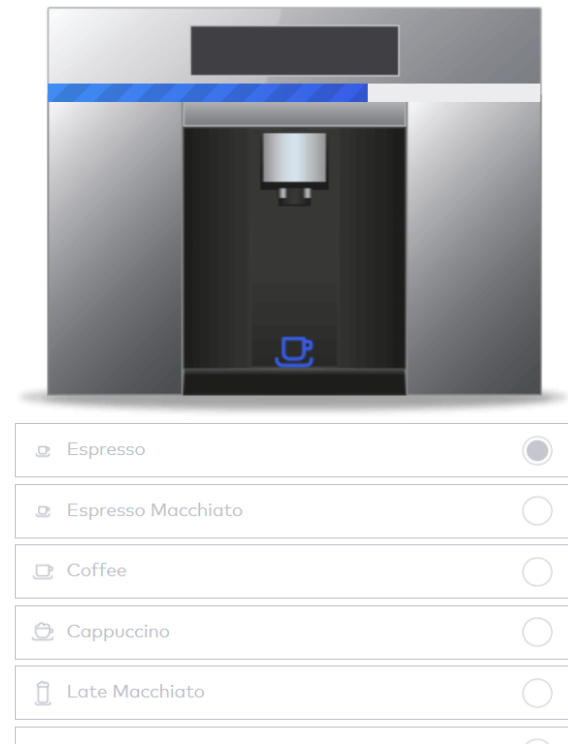 Espresso
Espresso Macchiato
Coffee
Cappuccino
Late Macchiato